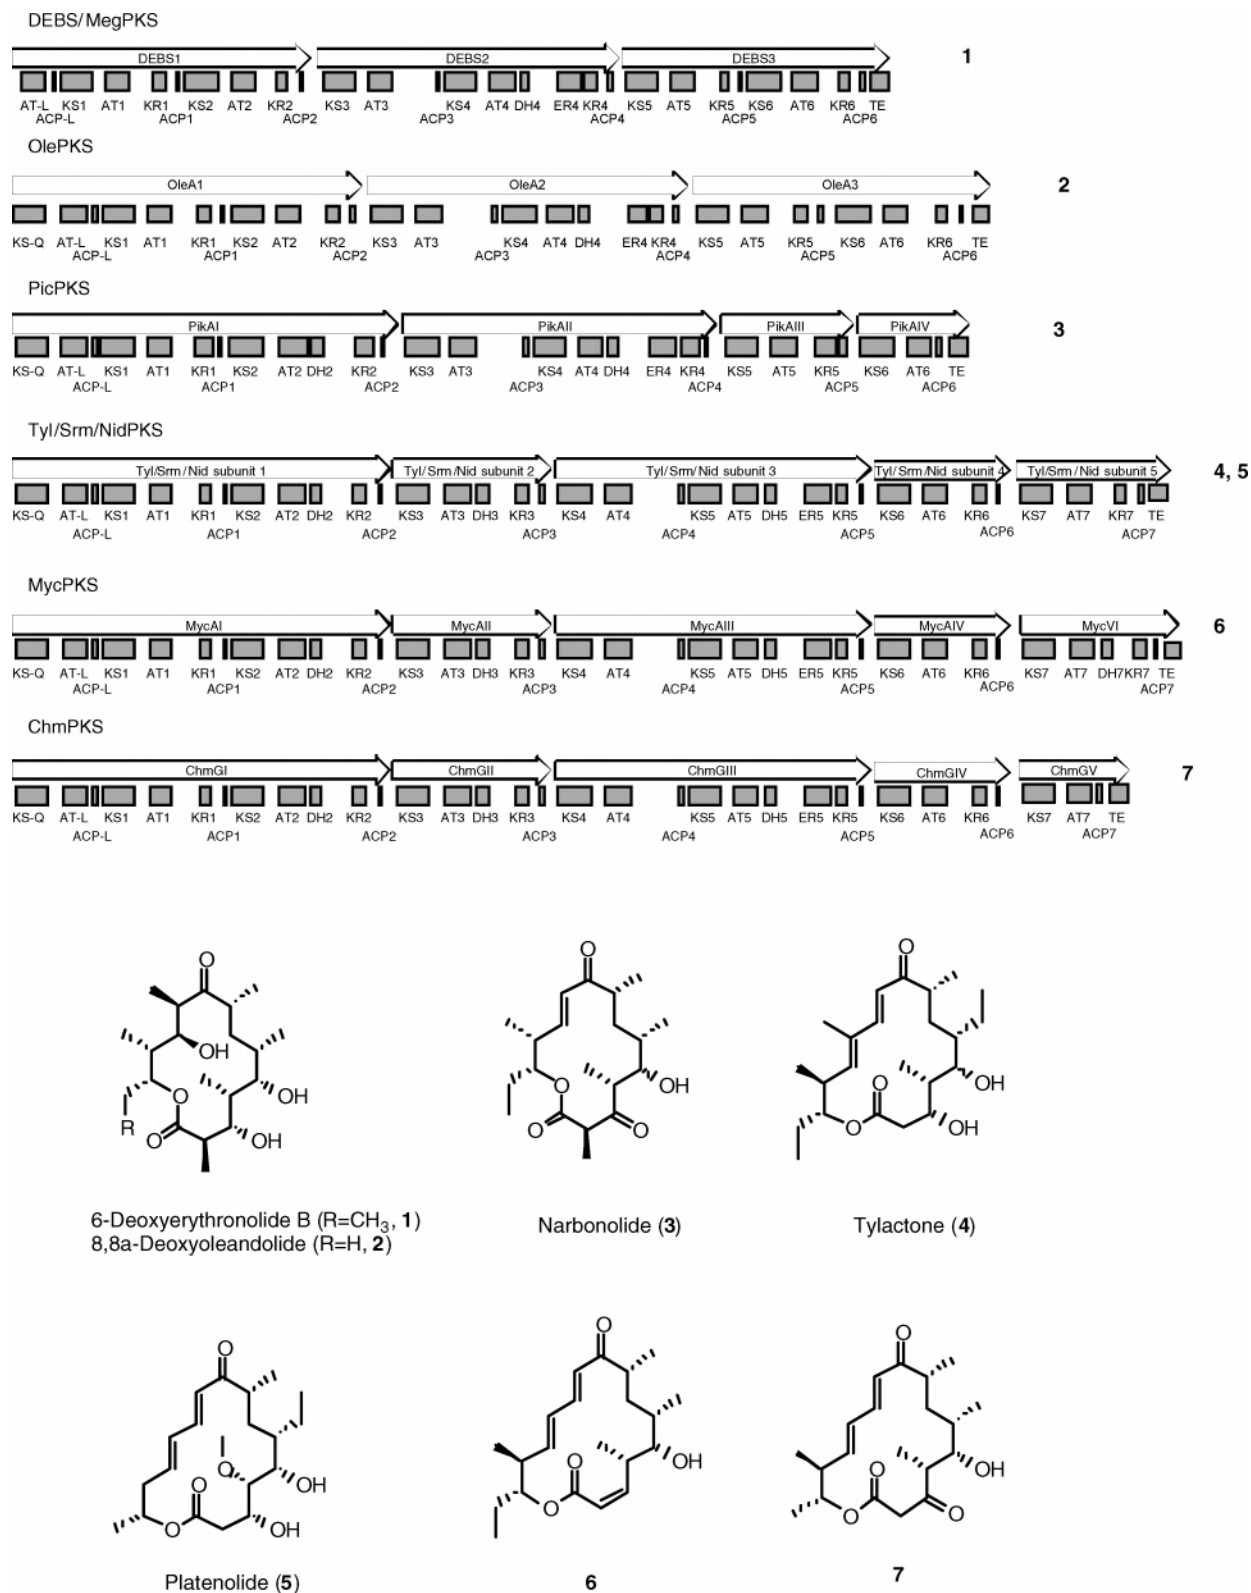 DEBS/MegPKS
DEBS1 DEBS2 DEBS3 1
AT-L KS1 AT1 KR1 KS2 AT2 KR2 KS3 AT3 KS4 AT4 DH4 ER4 KR4 KS5 AT5 KR5 KS6 AT6 KR6 TE
ACP-L ACP1 ACP2 ACP3 ACP4 ACP5 ACP6
OlePKS
OleA1 OleA2 OleA3 2
KS-Q AT-L KS1 AT1 KR1 KS2 AT2 KR2 KS3 AT3 KS4 AT4 DH4 ER4 KR4 KS5 AT5 KR5 KS6 AT6 KR6 TE
ACP-L ACP1 ACP2 ACP3 ACP4 ACP5 ACP6
PicPKS
PikAI PikAII PikAIII PikAIV 3
KS-Q AT-L KS1 AT1 KR1 KS2 AT2 DH2 KR2 KS3 AT3 KS4 AT4 DH4 ER4 KR4 KS5 AT5 KR5 KS6 AT6 TE
ACP-L ACP1 ACP2 ACP3 ACP4 ACP5 ACP6
Tyl/Srm/NidPKS
Tyl/Srm/Nid subunit 1 Tyl/Srm/Nid subunit 2 Tyl/Srm/Nid subunit 3 Tyl/Srm/Nid subunit 4 Tyl/Srm/Nid subunit 5 4, 5
KS-Q AT-L KS1 AT1 KR1 KS2 AT2 DH2 KR2 KS3 AT3 DH3 KR3 KS4 AT4 KS5 AT5 DH5 ER5 KR5 KS6 AT6 KR6 KS7 AT7 KR7 TE
ACP-L ACP1 ACP2 ACP3 ACP4 ACP5 ACP6 ACP7
MycPKS
MycAI MycAII MycAIII MycAIV MycVI 6
KS-Q AT-L KS1 AT1 KR1 KS2 AT2 DH2 KR2 KS3 AT3 DH3 KR3 KS4 AT4 KS5 AT5 DH5 ER5 KR5 KS6 AT6 KR6 KS7 AT7 DH7KR7 TE
ACP-L ACP1 ACP2 ACP3 ACP4 ACP5 ACP6 ACP7
ChmPKS
ChmGI ChmGII ChmGIII ChmGIV ChmGV 7
KS-Q AT-L KS1 AT1 KR1 KS2 AT2 DH2 KR2 KS3 AT3 DH3 KR3 KS4 AT4 KS5 AT5 DH5 ER5 KR5 KS6 AT6 KR6 KS7 AT7 TE
ACP-L ACP1 ACP2 ACP3 ACP4 ACP5 ACP6 ACP7
O
OH
O
OH
R
O
OH
6-Deoxyerythronolide B (R=CH3, 1)
8,8a-Deoxyoleandolide (R=H, 2)
O
O
OH
O
O
Narbonolide (3)
O
O
OH
O
OH
Tylactone (4)
O
O
O
OH
O
OH
Platenolide (5)
O
O
OH
O
6
O
O
OH
O
O
7